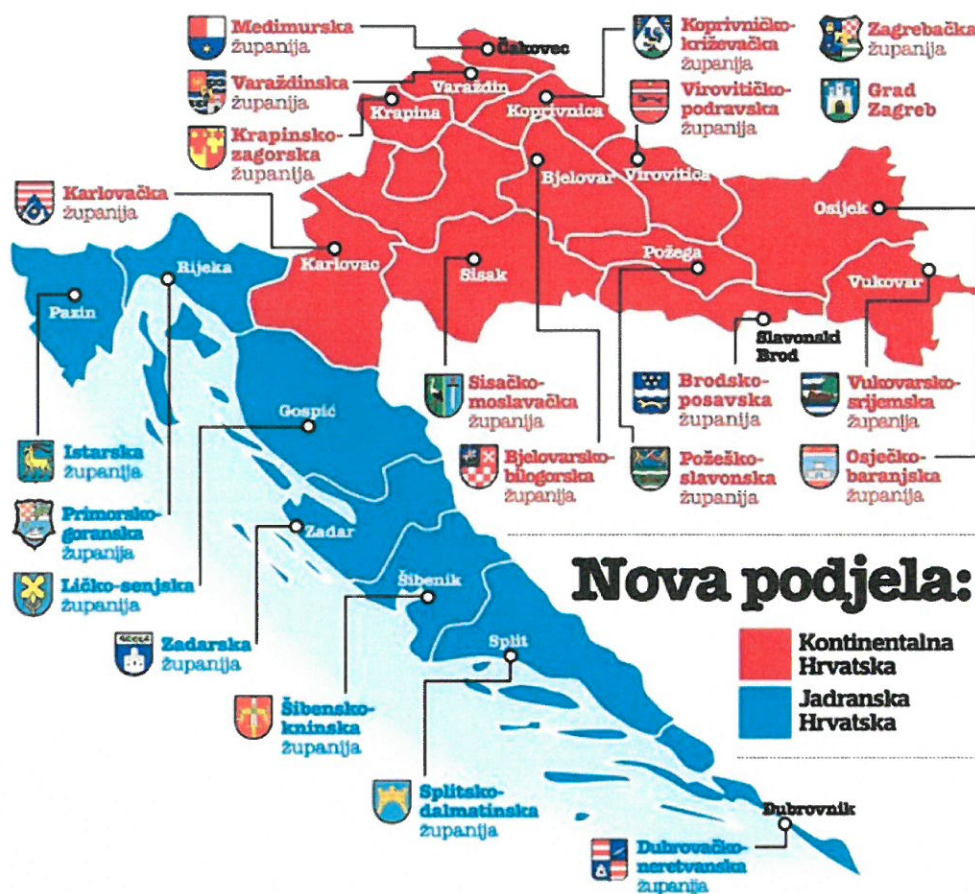 Međimurska
županija
Varaždinska
županija
Krapinsko-
zagorska
županija
Karlovačka
županija
Koprivničko-
križevačka
županija
Virovitičko-
podravska
županija
Zagrebačka
županija
Grad
Zagreb
Čakovec
Varaždin
Krapina
Koprivnica
Bjelovar
Virovitica
Osijek
Karlovac
Sisak
Požega
Vukovar
Slavonski
Brod
Rijeka
Pazin
Gospić
Zadar
Šibenik
Split
Dubrovnik
Sisačko-
moslavačka
županija
Brodsko-
posavska
županija
Vukovarsko-
srijemska
županija
Bjelovarsko-
bilogorska
županija
Požeško-
slavonska
županija
Osječko-
baranjska
županija
Istarska
županija
Primorsko-
goranska
županija
Ličko-senjska
županija
Zadarska
županija
Šibensko-
kninska
županija
Splitsko-
dalmatinska
županija
Dubrovačko-
neretvanska
županija
Nova podjela:
Kontinentalna
Hrvatska
Jadranska
Hrvatska